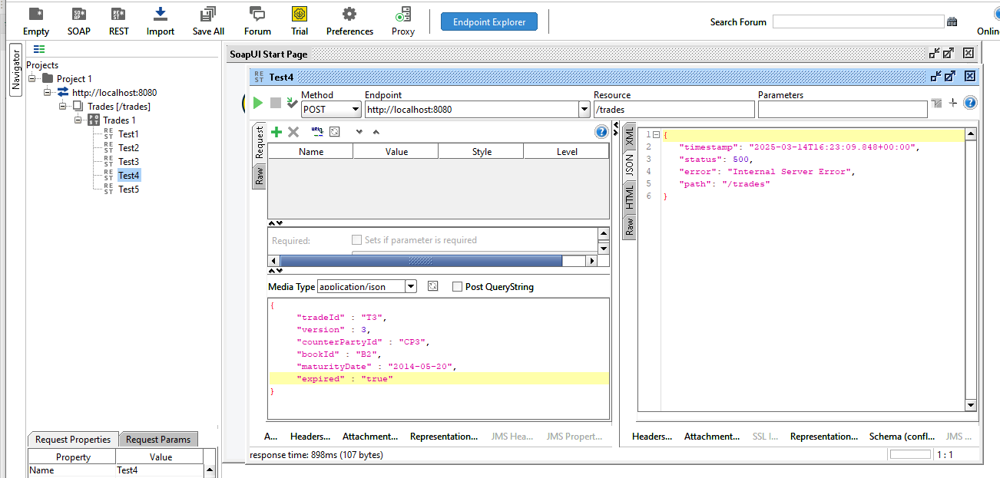 Empty SOAP REST Import Save All Forum Trial Preferences Proxy Endpoint Explorer Search Forum Onlin
Navigator
Projects
Project 1
http://localhost:8080
Trades [/trades]
Trades 1
Test1
Test2
Test3
Test4
Test5
SoapUI Start Page
Test4
Method Endpoint Resource Parameters
POST http://localhost:8080 /trades
Request
Raw
Name Value Style Level
Required: Sets if parameter is required
Media Type application/json Post QueryString
{
"tradeId" : "T3",
"version" : 3,
"counterPartyId" : "CP3",
"bookId" : "B2",
"maturityDate" : "2014-05-20",
"expired" : "true"
}
A... Headers... Attachment... Representation... JMS Hea... JMS Propert...
XML
JSON
HTML
Raw
1 {
2 "timestamp": "2025-03-14T16:23:09.848+00:00",
3 "status": 500,
4 "error": "Internal Server Error",
5 "path": "/trades"
6 }
Headers... Attachment... SSL I... Representation... Schema (confl... JMS ...
response time: 898ms (107 bytes) 1 : 1
Request Properties Request Params
Property Value
Name Test4